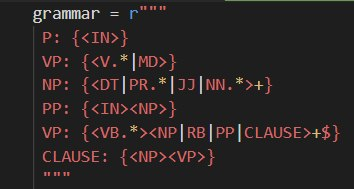 grammar = r"""
P: {<IN>}
VP: {<V.*|MD>}
NP: {<DT|PR.*|JJ|NN.*>+}
PP: {<IN><NP>}
VP: {<VB.*><NP|RB|PP|CLAUSE>+$}
CLAUSE: {<NP><VP>}
"""